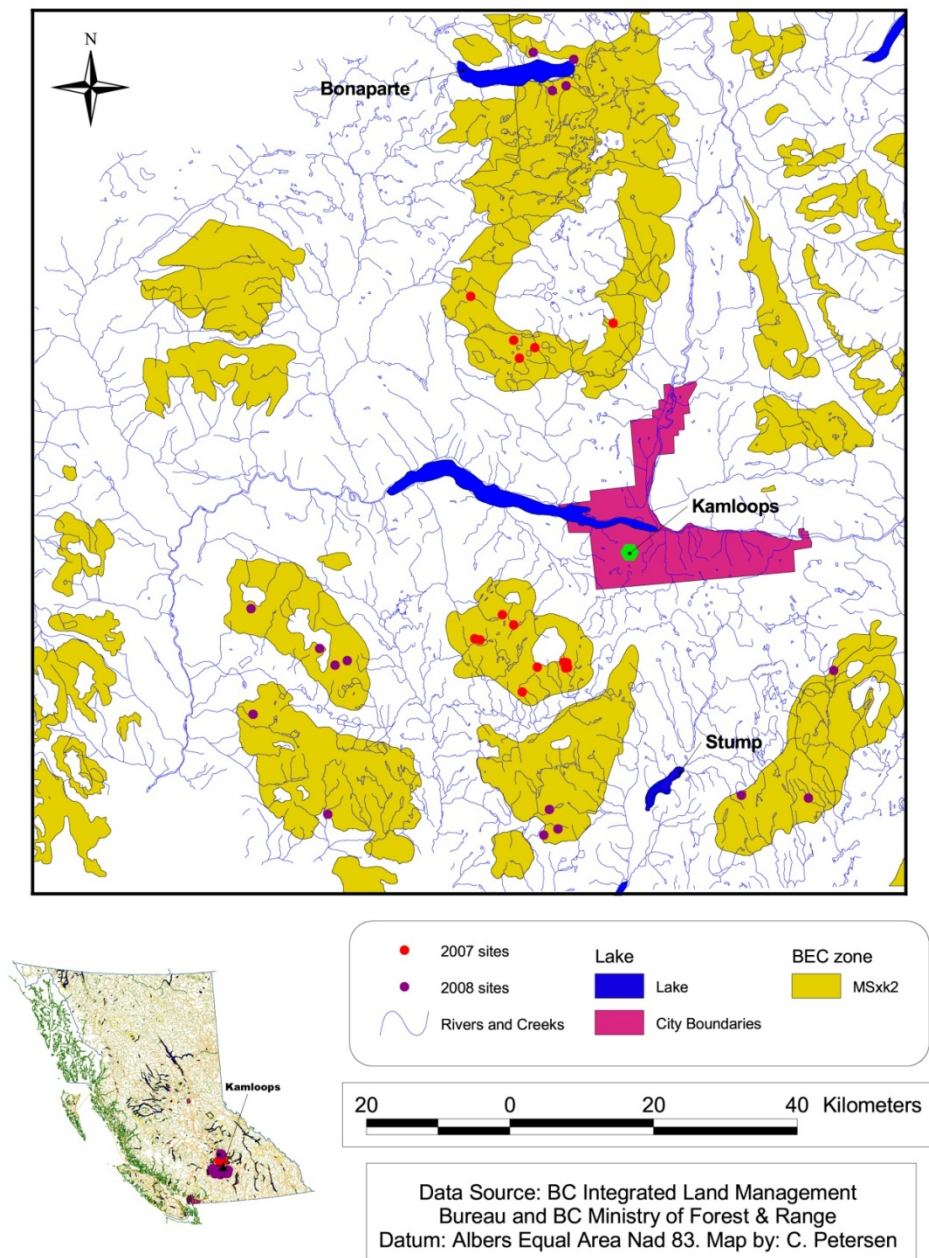 N
Bonaparte
Kamloops
Stump
2007 sites
2008 sites
Rivers and Creeks
Lake
Lake
City Boundaries
BEC zone
MSxk2
Kamloops
20 0 20 40 Kilometers
Data Source: BC Integrated Land Management
Bureau and BC Ministry of Forest & Range
Datum: Albers Equal Area Nad 83. Map by: C. Petersen